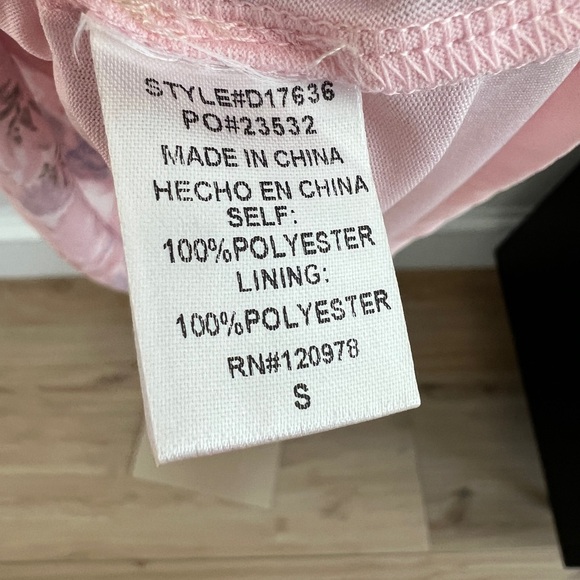 STYLE#D17636
PO#23532
MADE IN CHINA
HECHO EN CHINA
SELF:
100%POLYESTER
LINING:
100%POLYESTER
RN#120978
S